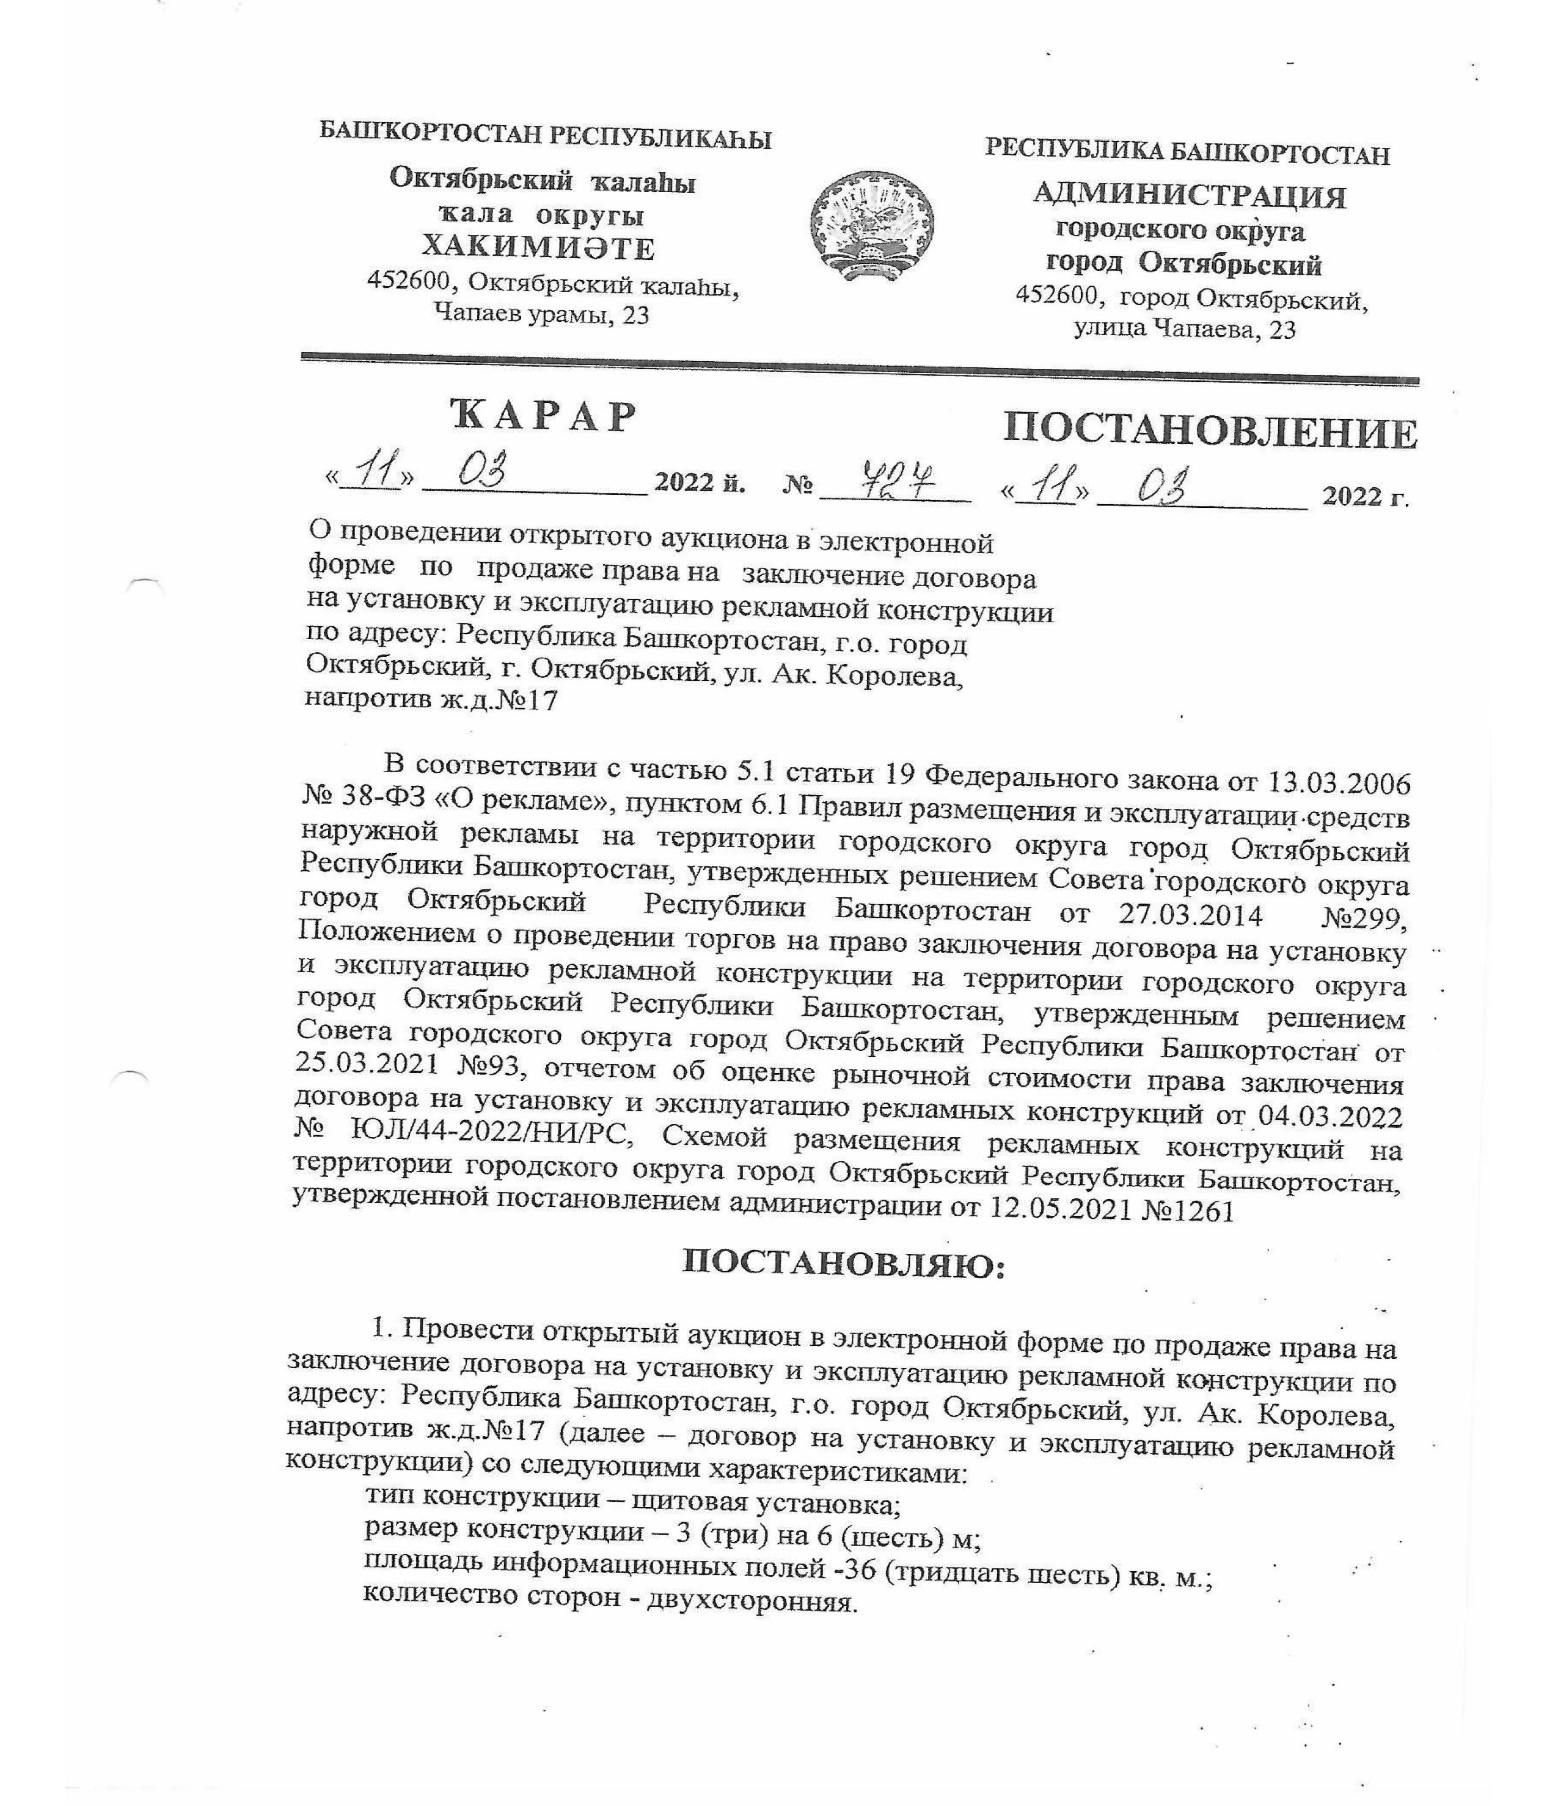 БАШҠОРТОСТАН РЕСПУБЛИКАҺЫ
Октябрьский ҡалаһы
ҡала округы
ХАКИМИӘТЕ
452600, Октябрьский ҡалаһы,
Чапаев урамы, 23
РЕСПУБЛИКА БАШКОРТОСТАН
АДМИНИСТРАЦИЯ
городского округа
город Октябрьский
452600, город Октябрьский,
улица Чапаева, 23
ҠАРАР
ПОСТАНОВЛЕНИЕ
«11» 03 2022 й. № 727 «11» 03 2022 г.
О проведении открытого аукциона в электронной
форме по продаже права на заключение договора
на установку и эксплуатацию рекламной конструкции
по адресу: Республика Башкортостан, г.о. город
Октябрьский, г. Октябрьский, ул. Ак. Королева,
напротив ж.д.№17
В соответствии с частью 5.1 статьи 19 Федерального закона от 13.03.2006
№ 38-ФЗ «О рекламе», пунктом 6.1 Правил размещения и эксплуатации средств
наружной рекламы на территории городского округа город Октябрьский
Республики Башкортостан, утвержденных решением Совета городского округа
город Октябрьский Республики Башкортостан от 27.03.2014 №299,
Положением о проведении торгов на право заключения договора на установку
и эксплуатацию рекламной конструкции на территории городского округа
город Октябрьский Республики Башкортостан, утвержденным решением
Совета городского округа город Октябрьский Республики Башкортостан от
25.03.2021 №93, отчетом об оценке рыночной стоимости права заключения
договора на установку и эксплуатацию рекламных конструкций от 04.03.2022
№ ЮЛ/44-2022/НИ/РС, Схемой размещения рекламных конструкций на
территории городского округа город Октябрьский Республики Башкортостан,
утвержденной постановлением администрации от 12.05.2021 №1261
ПОСТАНОВЛЯЮ:
1. Провести открытый аукцион в электронной форме по продаже права на
заключение договора на установку и эксплуатацию рекламной конструкции по
адресу: Республика Башкортостан, г.о. город Октябрьский, ул. Ак. Королева,
напротив ж.д.№17 (далее – договор на установку и эксплуатацию рекламной
конструкции) со следующими характеристиками:
тип конструкции – щитовая установка;
размер конструкции – 3 (три) на 6 (шесть) м;
площадь информационных полей -36 (тридцать шесть) кв. м.;
количество сторон - двухсторонняя.